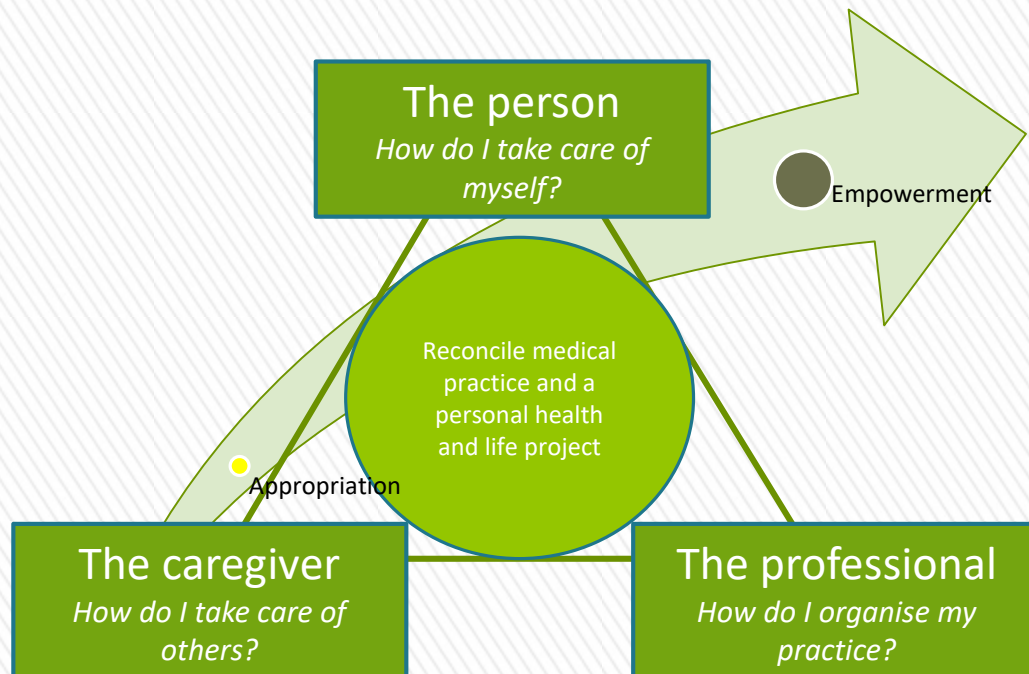 The person
How do I take care of
myself?
Empowerment
Reconcile medical
practice and a
personal health
and life project
Appropriation
The caregiver
How do I take care of
others?
The professional
How do I organise my
practice?